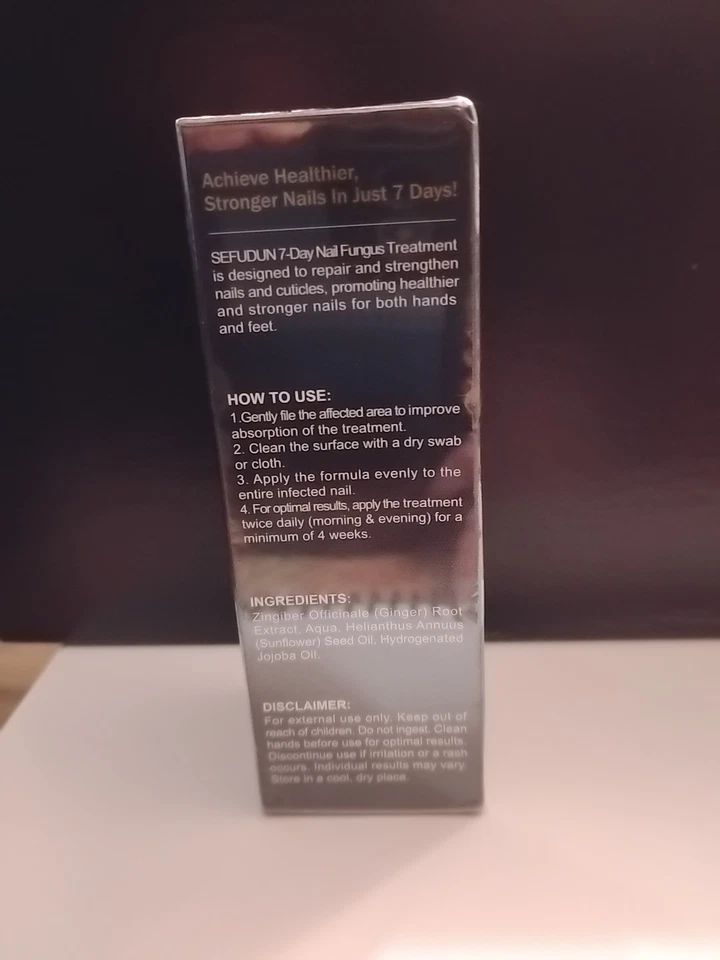 Achieve Healthier,
Stronger Nails In Just 7 Days!
SEFUDUN 7-Day Nail Fungus Treatment
is designed to repair and strengthen
nails and cuticles, promoting healthier
and stronger nails for both hands
and feet.
HOW TO USE:
1.Gently file the affected area to improve
absorption of the treatment.
2. Clean the surface with a dry swab
or cloth.
3. Apply the formula evenly to the
entire infected nail.
4. For optimal results, apply the treatment
twice daily (morning & evening) for a
minimum of 4 weeks.
INGREDIENTS:
Zingiber Officinale (Ginger) Root
Extract, Aqua, Helianthus Annuus
(Sunflower) Seed Oil, Hydrogenated
Jojoba Oil.
DISCLAIMER:
For external use only. Keep out of
reach of children. Do not ingest. Clean
hands before use for optimal results.
Discontinue use if irritation or a rash
occurs. Individual results may vary.
Store in a cool, dry place.